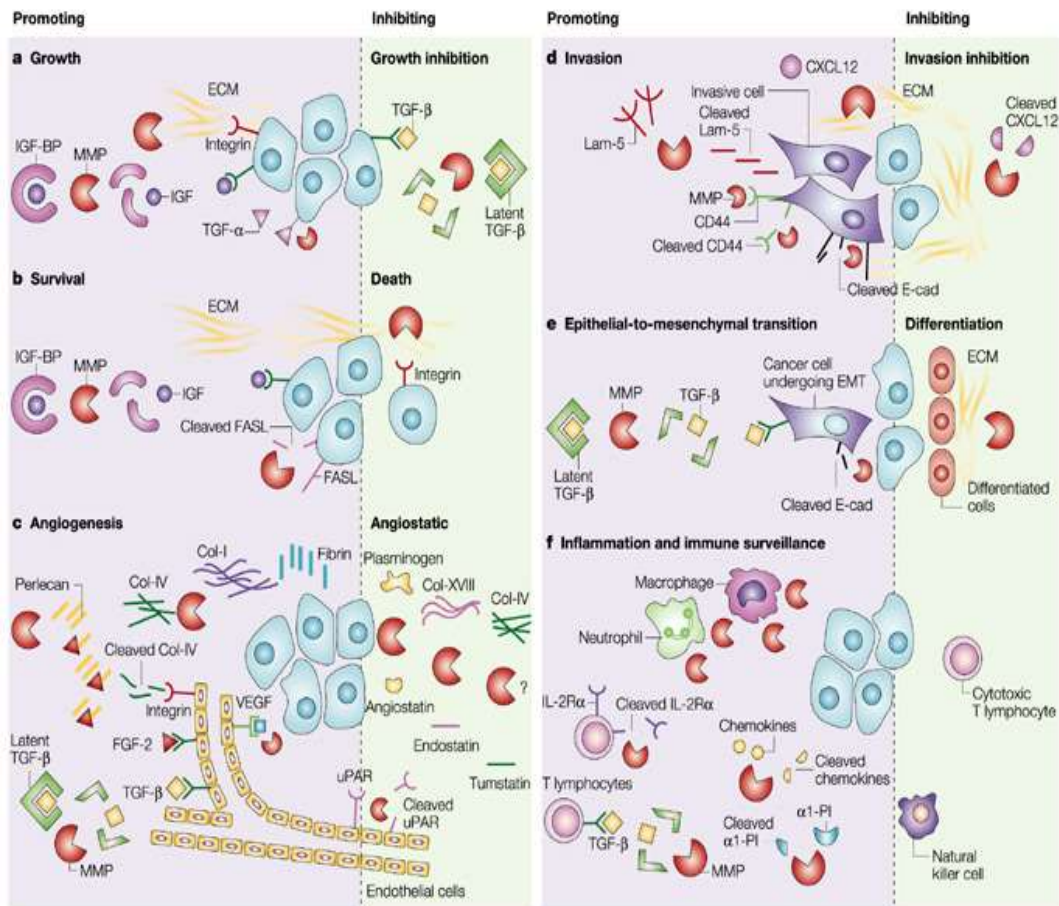 Promoting
Inhibiting
a Growth
Growth inhibition
ECM
TGF-β
IGF-BP
MMP
Integrin
IGF
TGF-α
Latent
TGF-β
b Survival
Death
ECM
IGF-BP
MMP
IGF
Integrin
Cleaved FASL
FASL
c Angiogenesis
Angiostatic
Col-I
Fibrin
Plasminogen
Perlecan
Col-IV
Col-XVIII
Col-IV
Cleaved Col-IV
?
Integrin
VEGF
Angiostatin
Latent
TGF-β
FGF-2
Endostatin
TGF-β
uPAR
Tumstatin
Cleaved
uPAR
MMP
Endothelial cells
Promoting
Inhibiting
d Invasion
Invasion inhibition
CXCL12
Invasive cell
ECM
Cleaved
Lam-5
Cleaved
CXCL12
Lam-5
MMP
CD44
Cleaved CD44
Cleaved E-cad
e Epithelial-to-mesenchymal transition
Differentiation
Cancer cell
undergoing EMT
ECM
MMP
TGF-β
Latent
TGF-β
Cleaved E-cad
Differentiated
cells
f Inflammation and immune surveillance
Macrophage
Neutrophil
IL-2Rα
Cleaved IL-2Rα
Cytotoxic
T lymphocyte
Chemokines
Cleaved
chemokines
T lymphocytes
TGF-β
Cleaved
α1-PI
α1-PI
MMP
Natural
killer cell